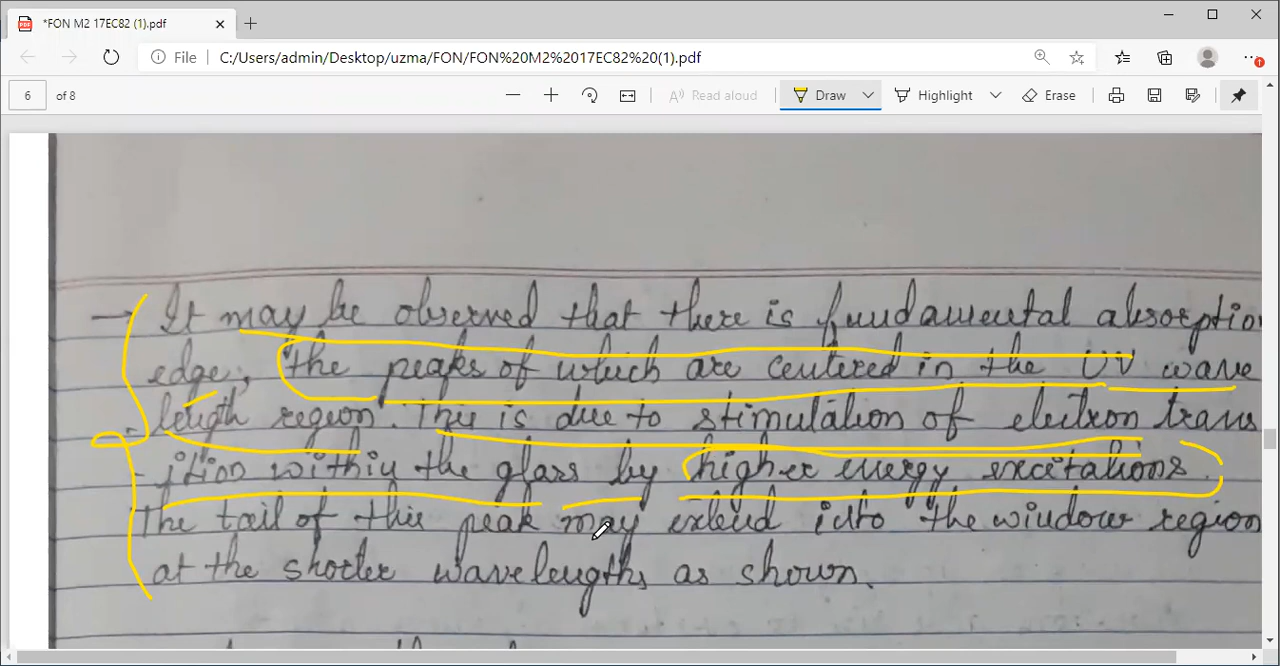 *FON M2 17EC82 (1).pdf
File C:/Users/admin/Desktop/uzma/FON/FON%20M2%2017EC82%20(1).pdf
6 of 8 Read aloud Draw Highlight Erase
→ It may be observed that there is fundamental absorptio
edge, the peaks of which are centered in the UV wave
- length region. This is due to stimulation of electron trans
- ition within the glass by higher energy excitations.
The tail of this peak may extend into the window region
at the shorter wavelengths as shown.